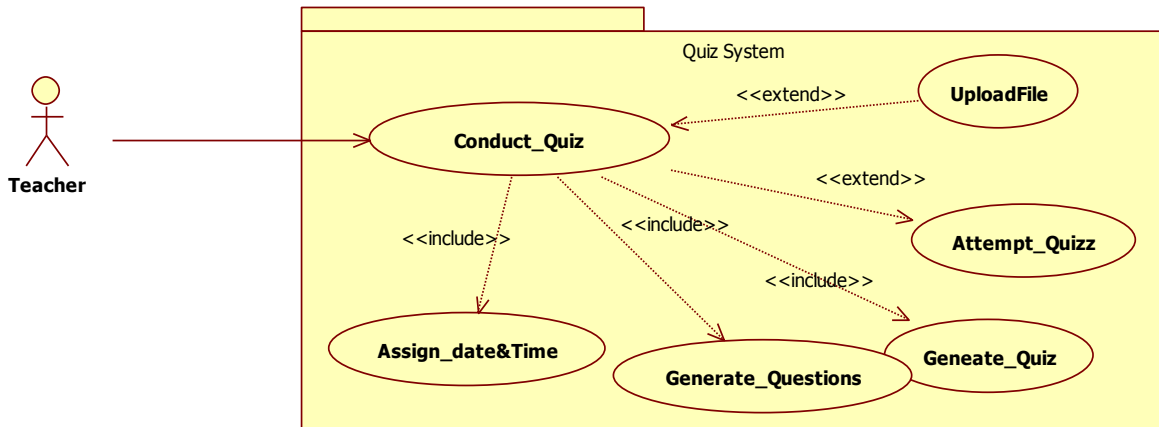 Quiz System
<<extend>>
UploadFile
Conduct_Quiz
<<extend>>
Teacher
<<include>>
<<include>>
Attempt_Quizz
<<include>>
Assign_date&Time
Generate_Questions
Geneate_Quiz